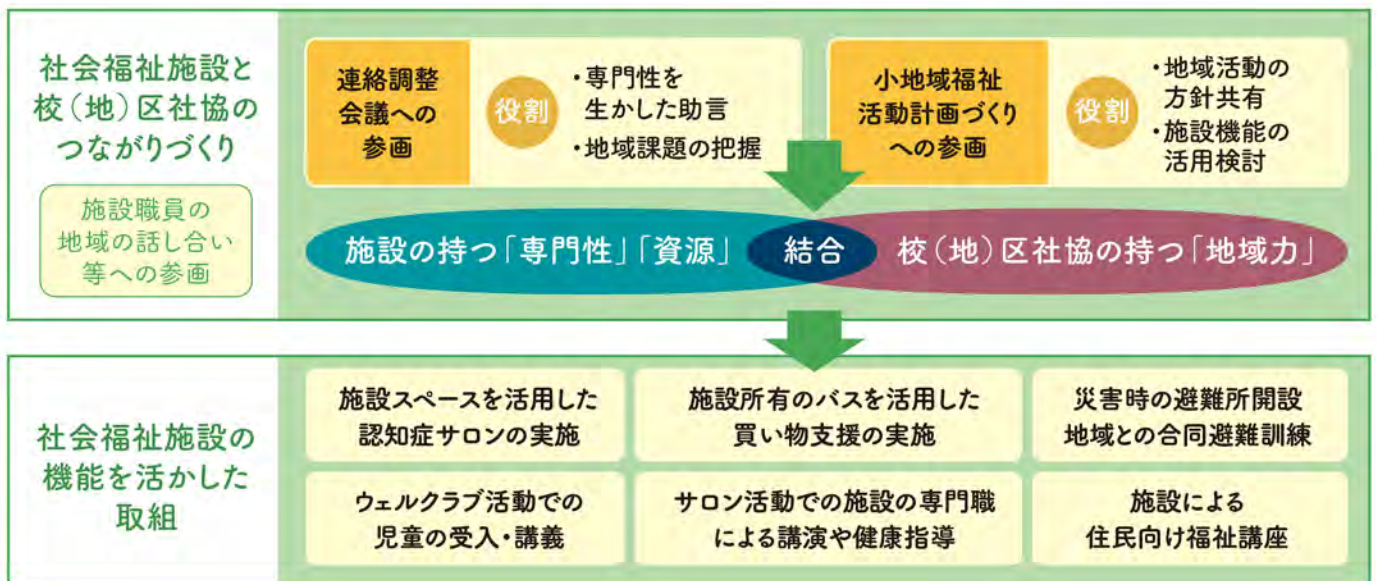 社会福祉施設と
校（地）区社協の
つながりづくり
施設職員の
地域の話し合い
等への参画
連絡調整
会議への
参画
役割
・専門性を
生かした助言
・地域課題の把握
小地域福祉
活動計画づくり
への参画
役割
・地域活動の
方針共有
・施設機能の
活用検討
施設の持つ「専門性」「資源」
結合
校（地）区社協の持つ「地域力」
社会福祉施設の
機能を活かした
取組
施設スペースを活用した
認知症サロンの実施
施設所有のバスを活用した
買い物支援の実施
災害時の避難所開設
地域との合同避難訓練
ウェルクラブ活動での
児童の受入・講義
サロン活動での施設の専門職
による講演や健康指導
施設による
住民向け福祉講座